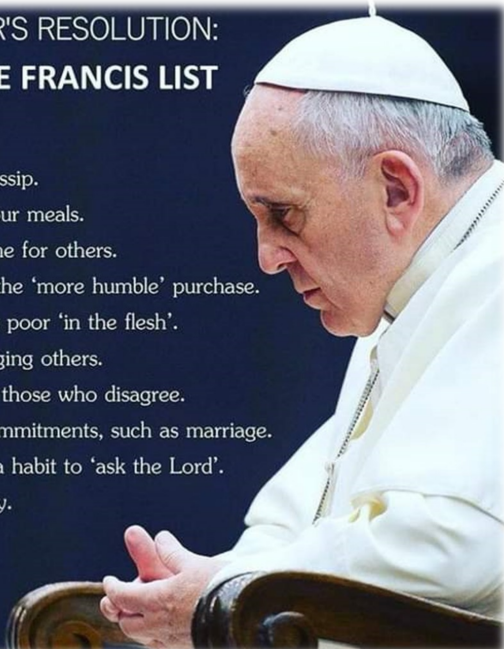 R'S RESOLUTION:
E FRANCIS LIST
ssip.
ur meals.
ne for others.
the 'more humble' purchase.
poor 'in the flesh'.
ging others.
those who disagree.
mmitments, such as marriage.
a habit to 'ask the Lord'.
y.